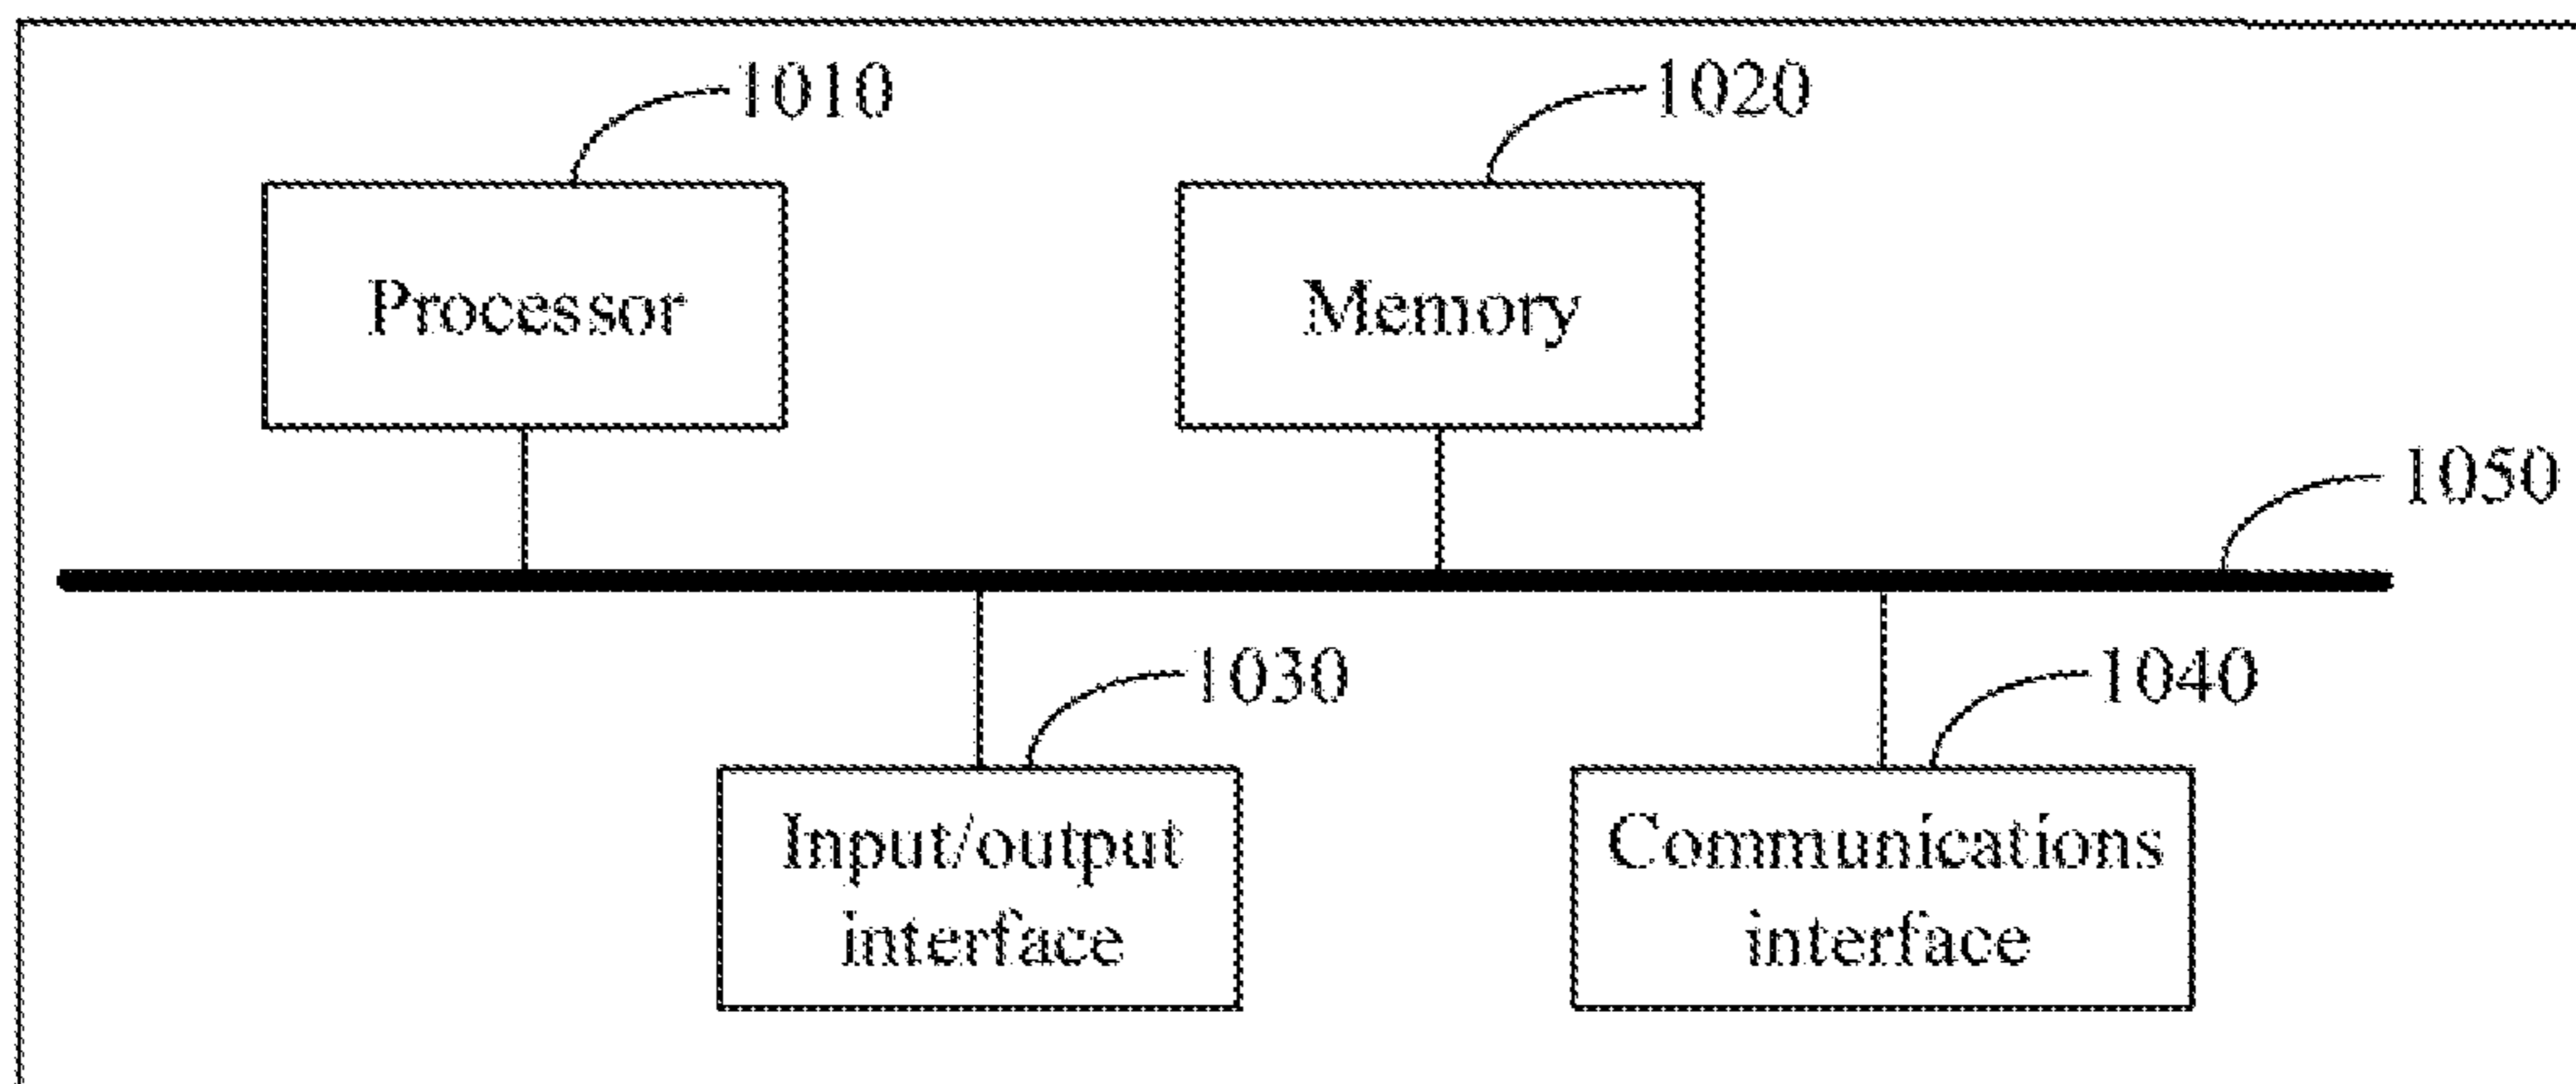 1010
1020
Processor
Memory
1050
1030
1040
Input/output
interface
Communications
interface